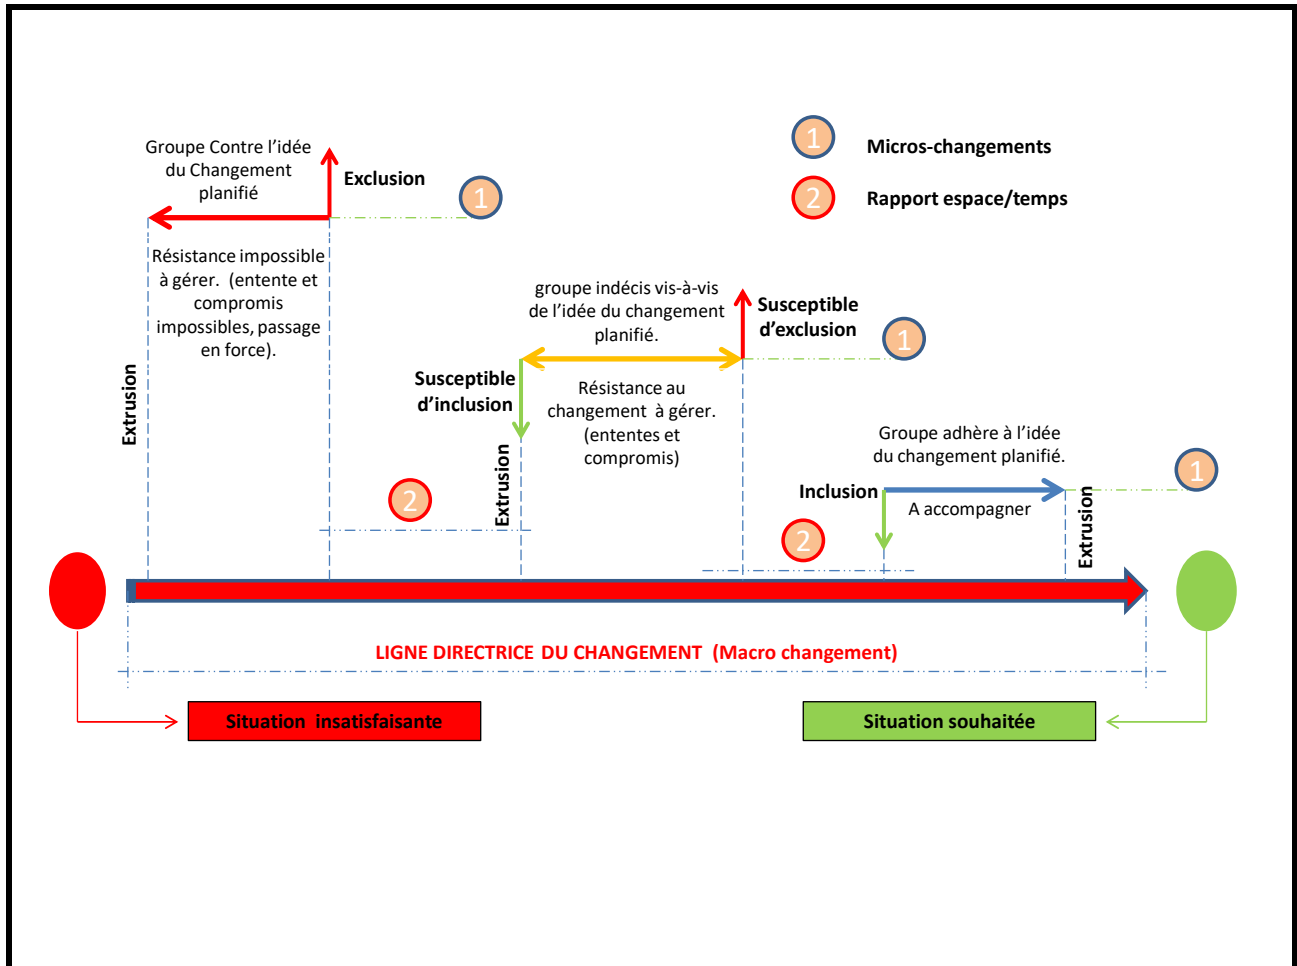 Groupe Contre l’idée
du Changement
planifié
Exclusion
1
Résistance impossible
à gérer. (entente et
compromis
impossibles, passage
en force).
Extrusion
1
Micros-changements
2
Rapport espace/temps
groupe indécis vis-à-vis
de l’idée du changement
planifié.
Susceptible
d’exclusion
1
Susceptible
d’inclusion
Résistance au
changement à gérer.
(ententes et
compromis)
Extrusion
2
Groupe adhère à l’idée
du changement planifié.
1
Inclusion
A accompagner
Extrusion
2
LIGNE DIRECTRICE DU CHANGEMENT (Macro changement)
Situation insatisfaisante
Situation souhaitée